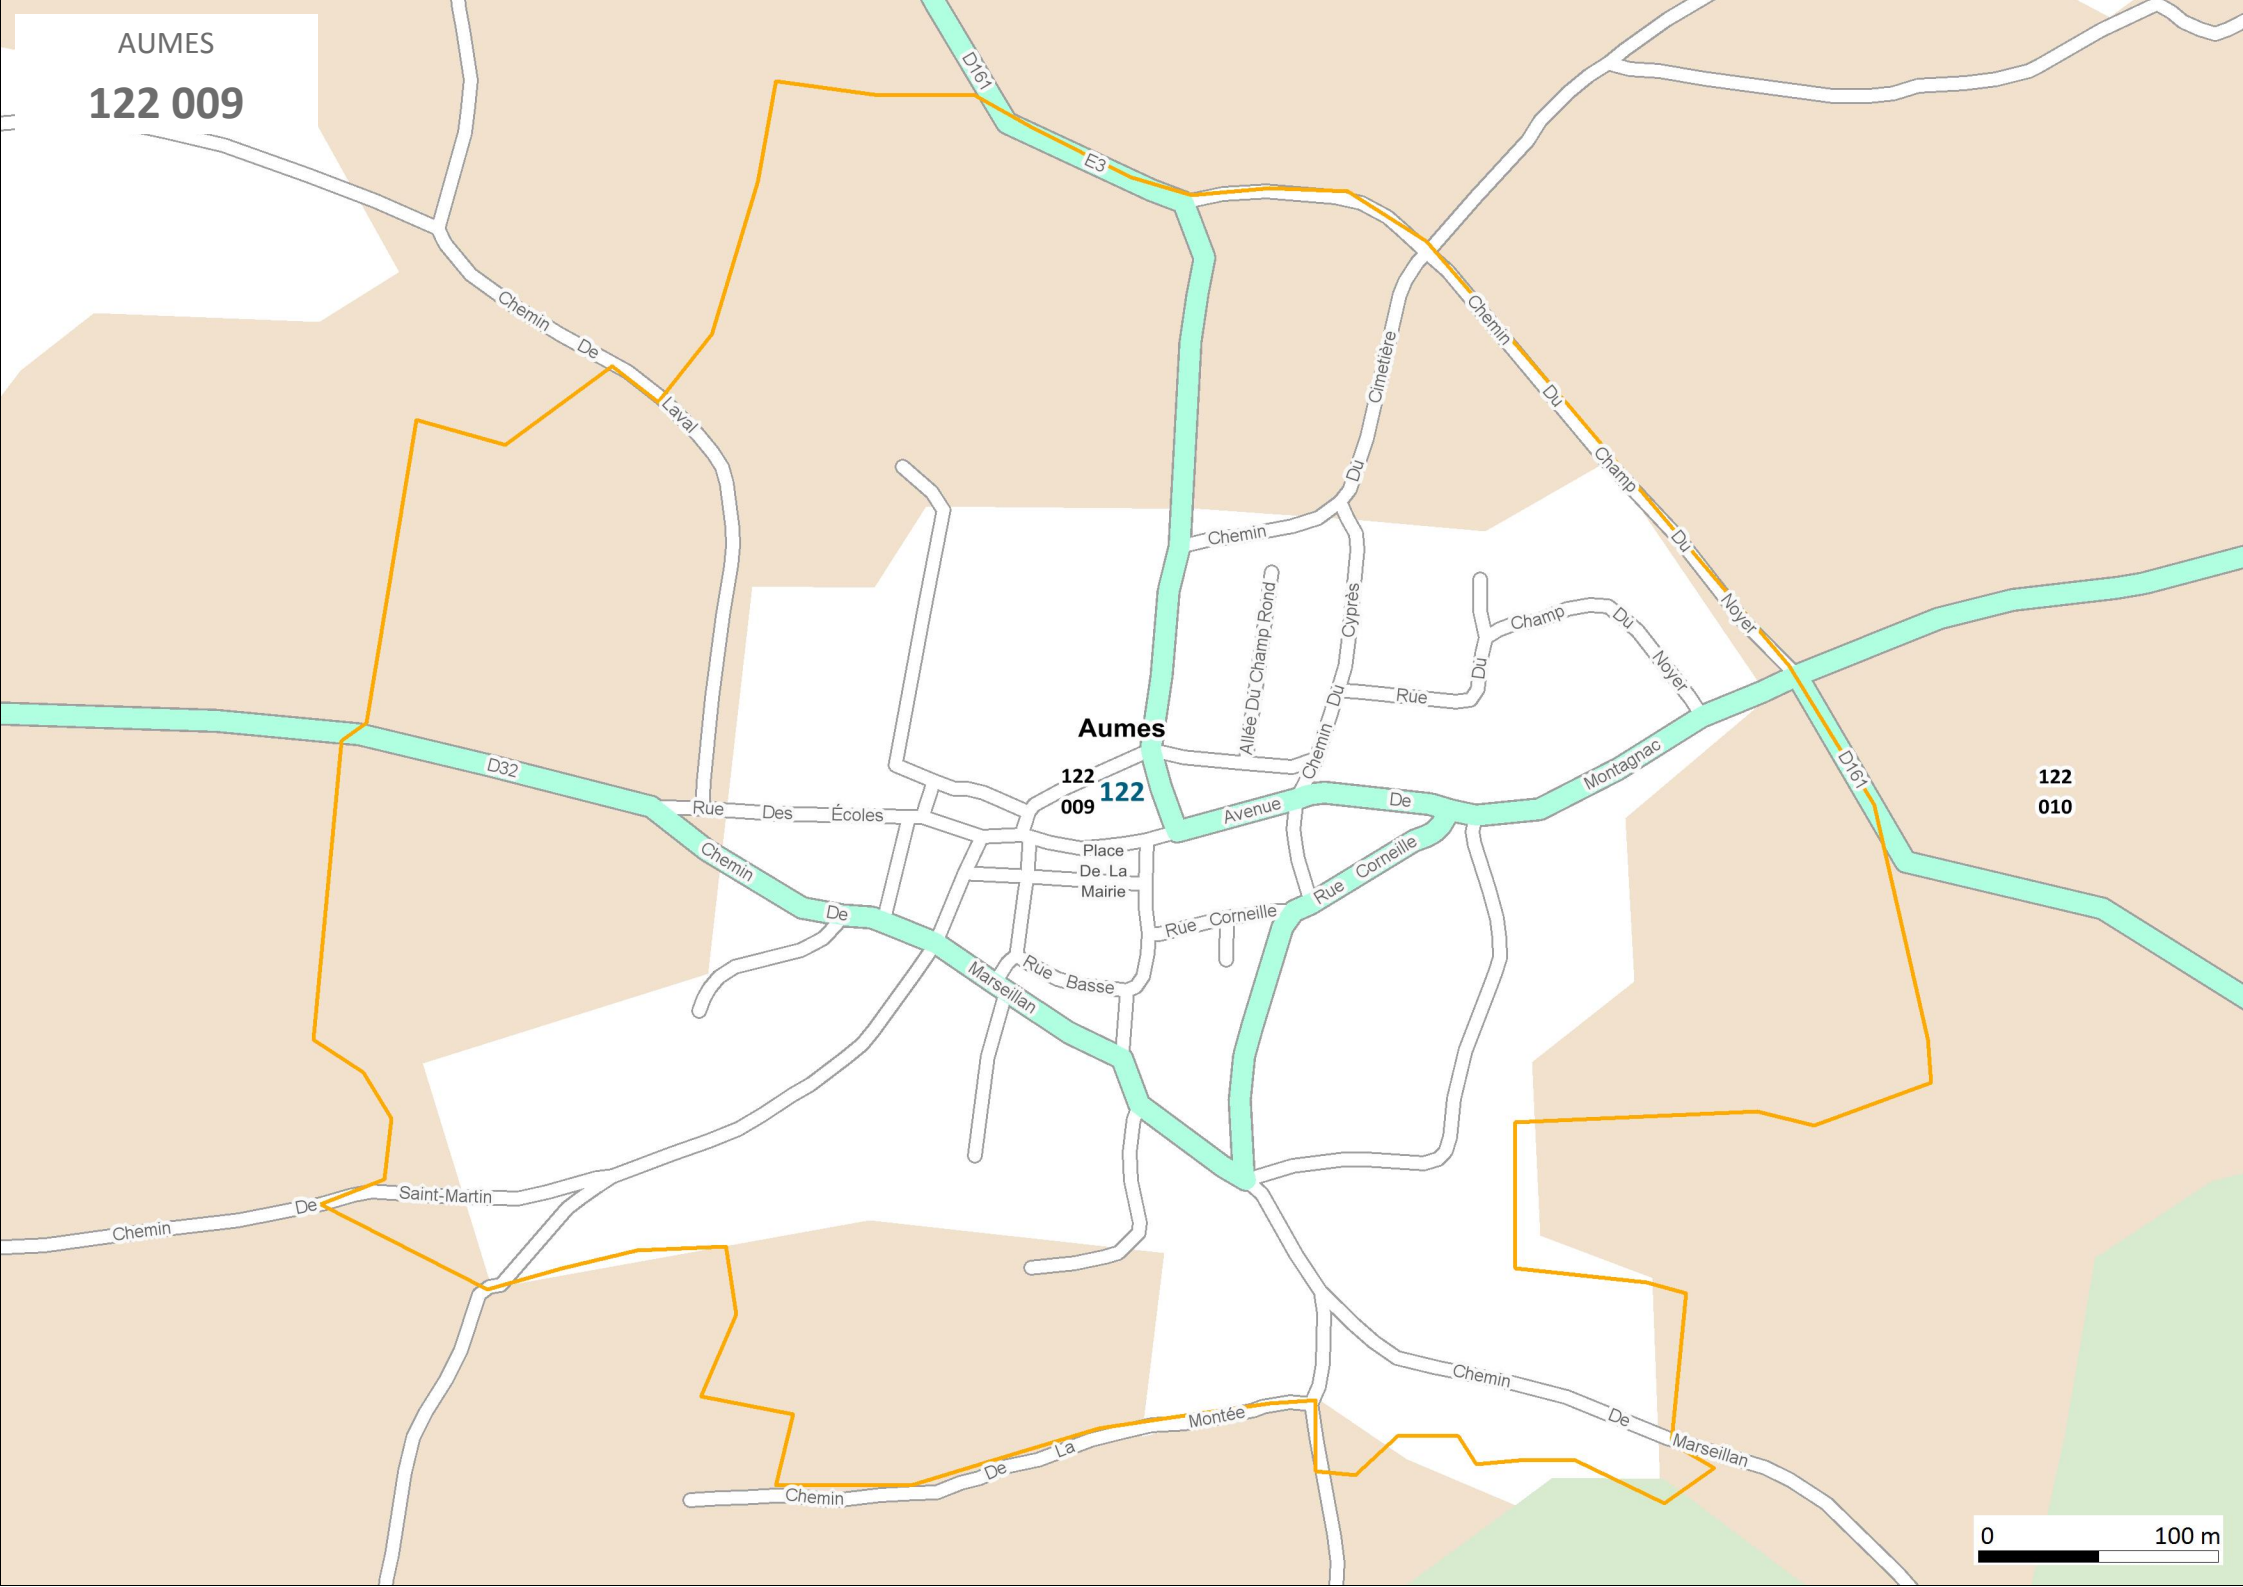 AUMES
122 009
D161
E3
Chemin De Laval
Chemin Du Cimetière
Chemin Du Champ Du Noyer
Allée Du Champ Rond
Chemin Du Cyprès
Rue Du Champ Du Noyer
Aumes
122
009
122
D32
Rue Des Écoles
Avenue De Montagnac
D161
122
010
Place
De La
Mairie
Rue Corneille
Rue Corneille
Rue Basse
Chemin De Marseillan
Chemin De Saint-Martin
Chemin De La Montée
Chemin De Marseillan
0 100 m